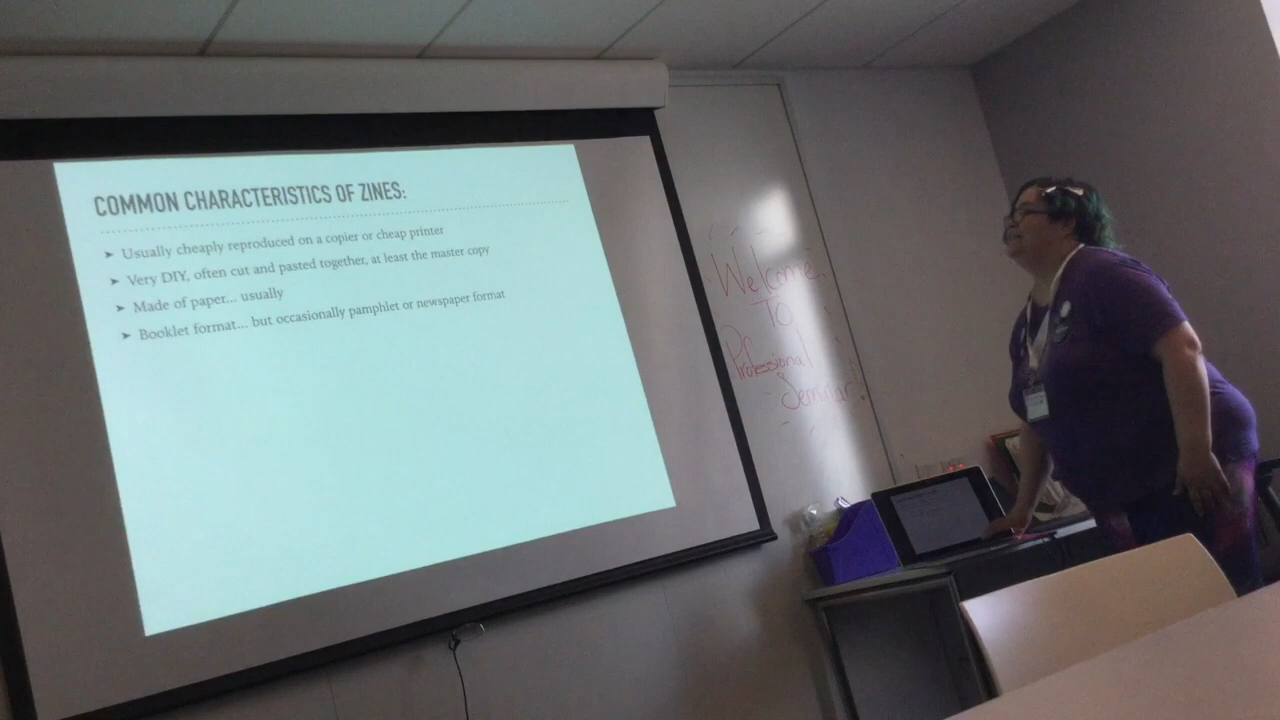 COMMON CHARACTERISTICS OF ZINES:
➤ Usually cheaply reproduced on a copier or cheap printer
➤ Very DIY, often cut and pasted together, at least the master copy
➤ Made of paper... usually
➤ Booklet format... but occasionally pamphlet or newspaper format
Welcome
To
Professional
Seminar!